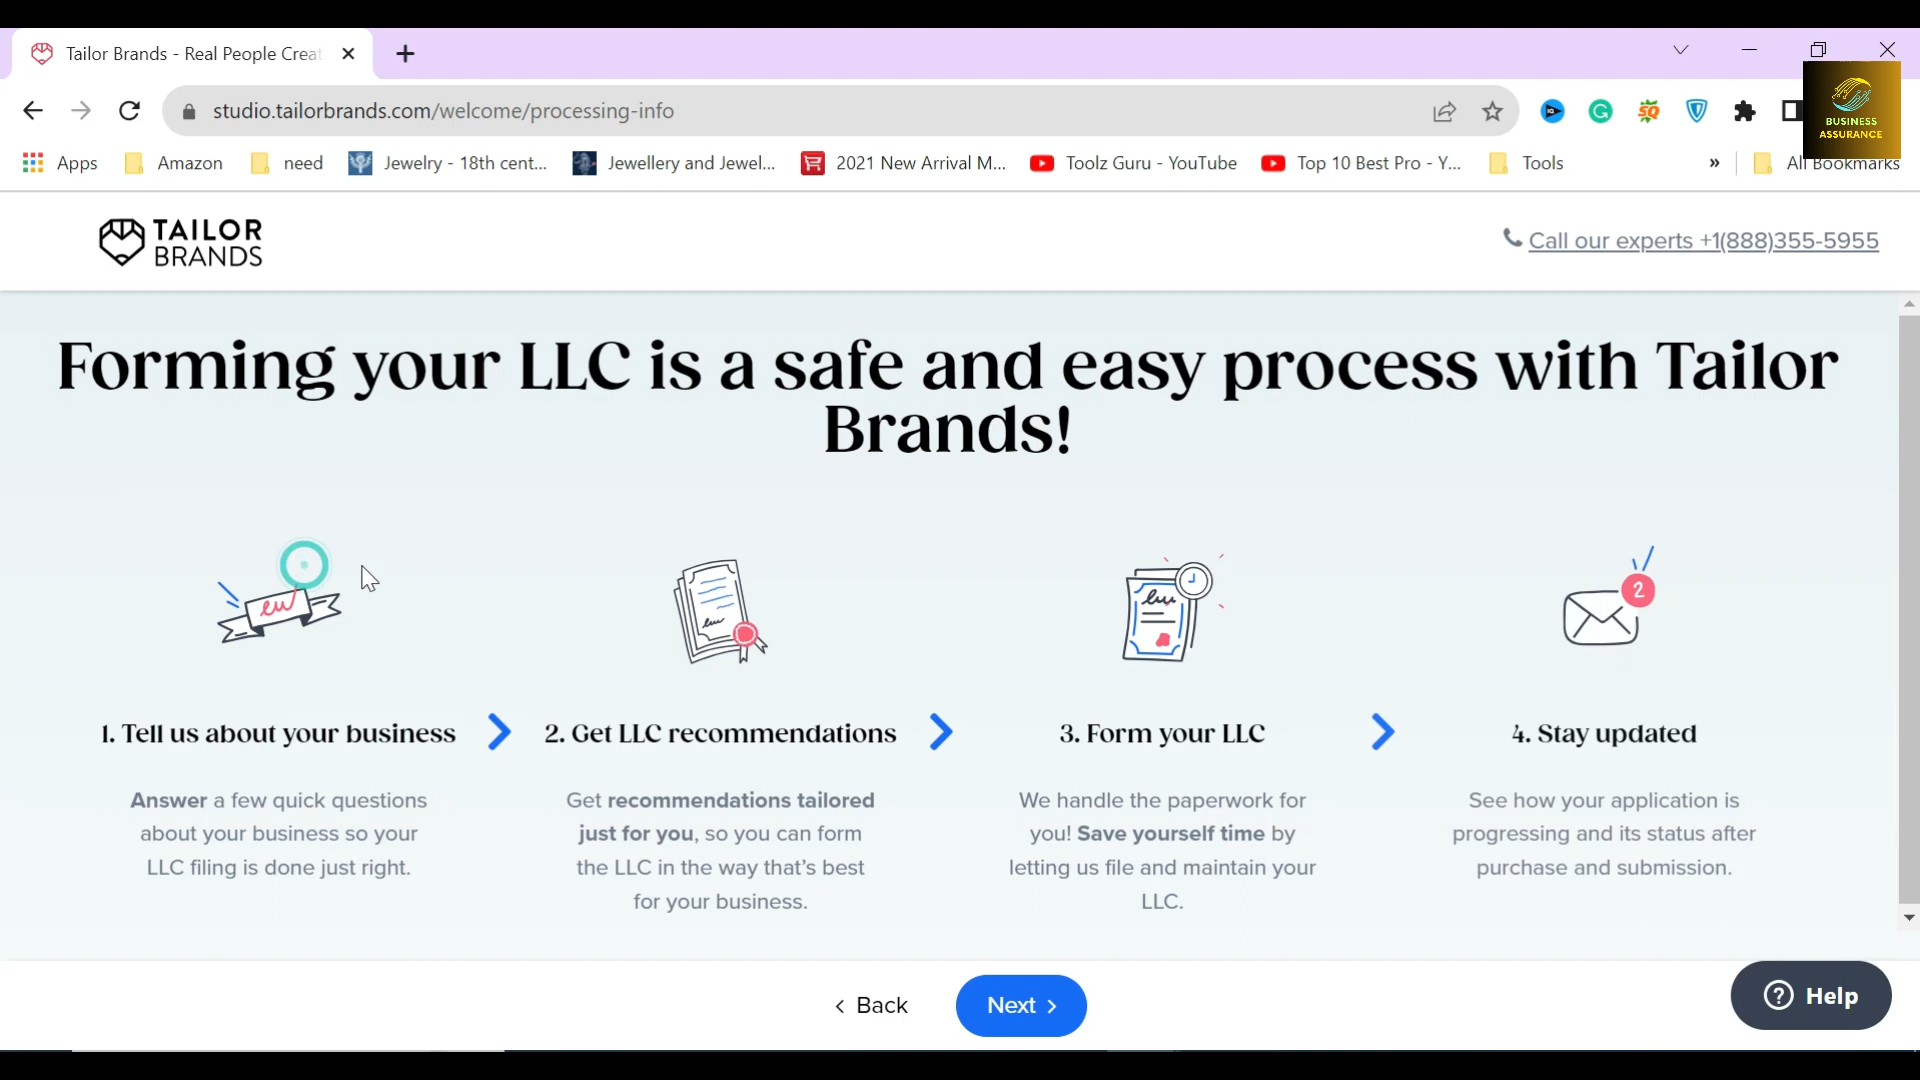 Tailor Brands - Real People Creat
studio.tailorbrands.com/welcome/processing-info
BUSINESS
ASSURANCE
Apps
Amazon
need
Jewelry - 18th cent...
Jewellery and Jewel...
2021 New Arrival M...
Toolz Guru - YouTube
Top 10 Best Pro - Y...
Tools
»
All Bookmarks
TAILOR
BRANDS
Call our experts +1(888)355-5955
Forming your LLC is a safe and easy process with Tailor
Brands!
2
1. Tell us about your business
2. Get LLC recommendations
3. Form your LLC
4. Stay updated
Answer a few quick questions
about your business so your
LLC filing is done just right.
Get recommendations tailored
just for you, so you can form
the LLC in the way that's best
for your business.
We handle the paperwork for
you! Save yourself time by
letting us file and maintain your
LLC.
See how your application is
progressing and its status after
purchase and submission.
Back
Next
Help